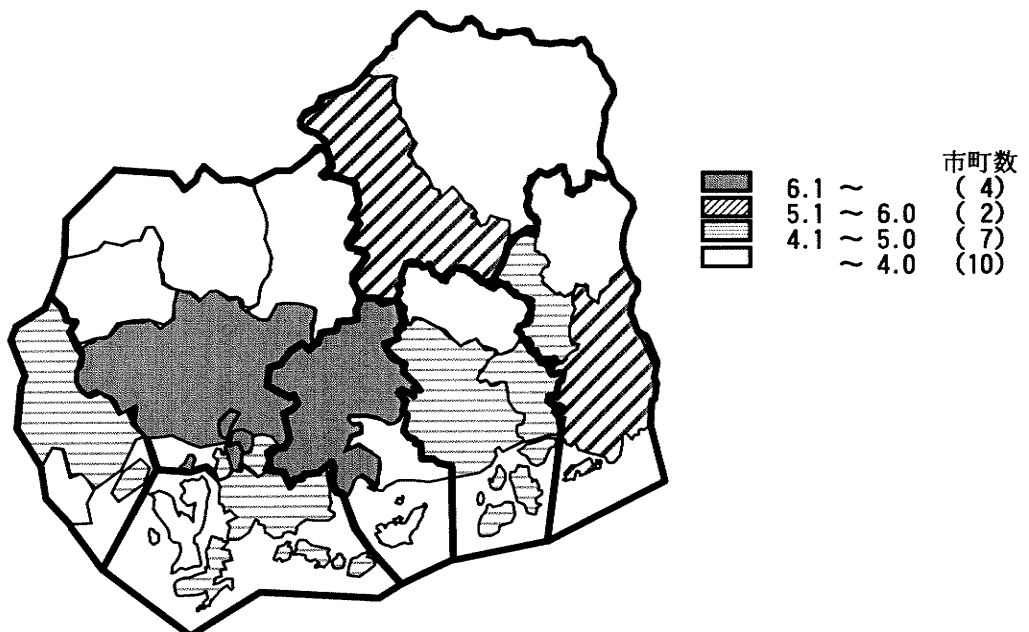 市町数
6.1 ～ ( 4)
5.1 ～ 6.0 ( 2)
4.1 ～ 5.0 ( 7)
～ 4.0 (10)